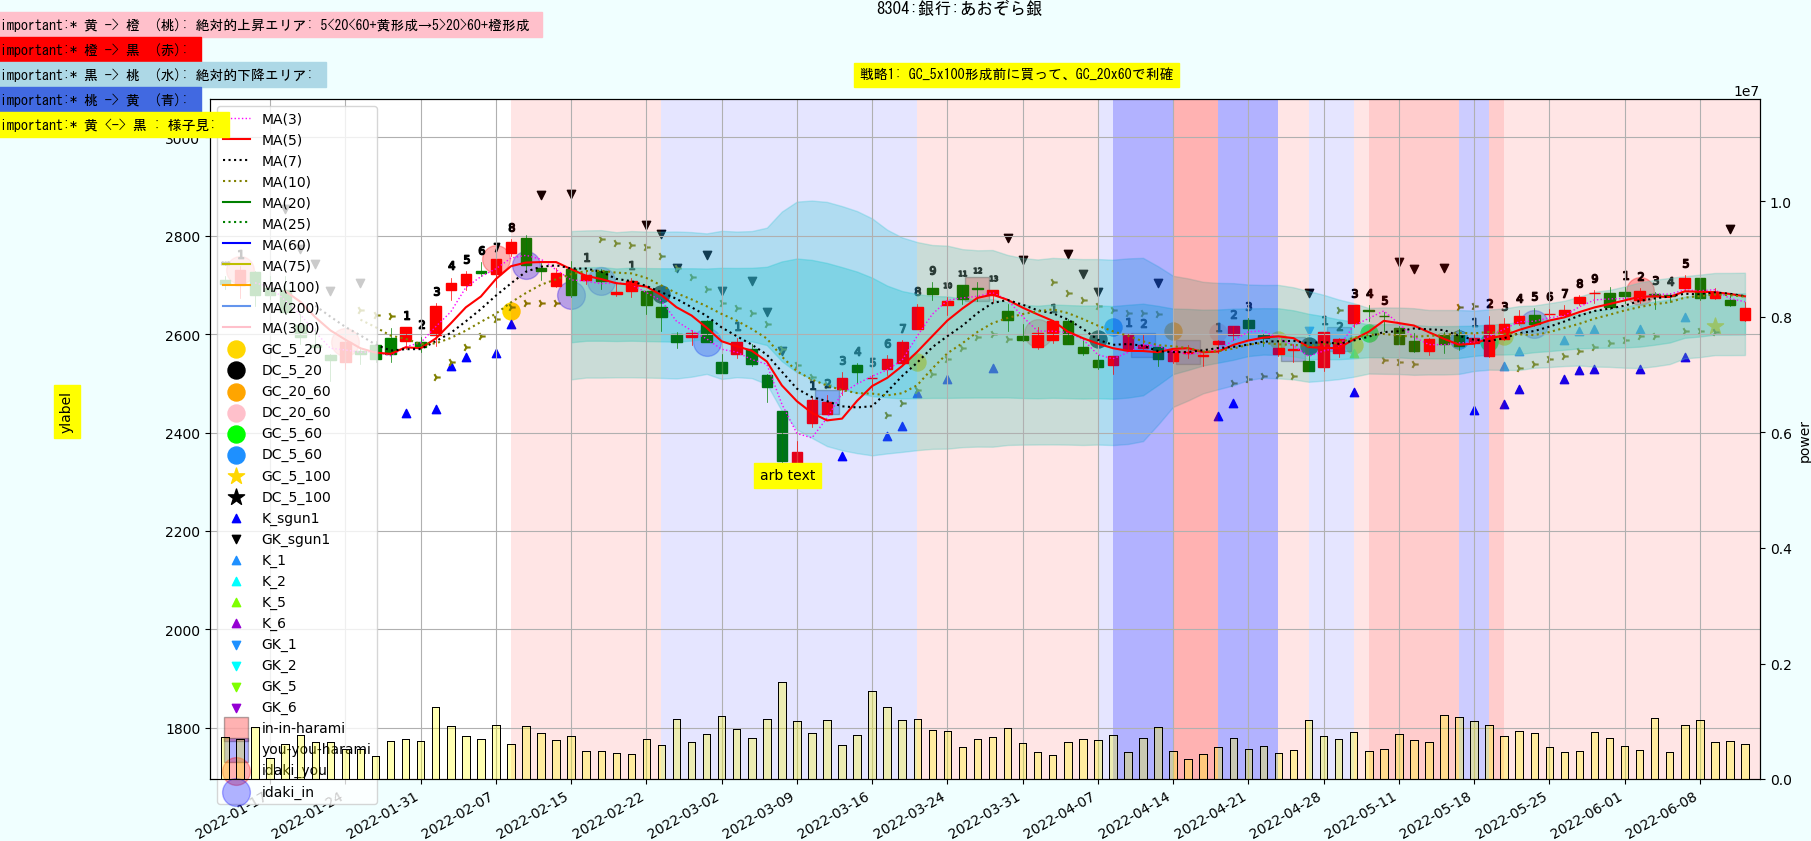 8304:銀行:あおぞら銀
important:* 黄 -> 橙 (桃): 絶対的上昇エリア: 5<20<60+黄形成→5>20>60+橙形成
important:* 橙 -> 黒 (赤):
important:* 黒 -> 桃 (水): 絶対的下降エリア:
戦略1: GC_5x100形成前に買って、GC_20x60で利確
important:* 桃 -> 黄 (青):
important:* 黄 <-> 黒 : 様子見:
1e7
MA(3)
MA(5)
MA(7)
MA(10)
MA(20)
MA(25)
MA(60)
MA(75)
MA(100)
MA(200)
MA(300)
GC_5_20
DC_5_20
GC_20_60
DC_20_60
GC_5_60
DC_5_60
GC_5_100
DC_5_100
K_sgun1
GK_sgun1
K_1
K_2
K_5
K_6
GK_1
GK_2
GK_5
GK_6
in-in-harami
you-you-harami
idaki_you
idaki_in
3000
2800
2600
2400
2200
2000
1800
ylabel
arb text
1.0
0.8
0.6
0.4
0.2
0.0
power
2022-01-17
2022-01-24
2022-01-31
2022-02-07
2022-02-15
2022-02-22
2022-03-02
2022-03-09
2022-03-16
2022-03-24
2022-03-31
2022-04-07
2022-04-14
2022-04-21
2022-04-28
2022-05-11
2022-05-18
2022-05-25
2022-06-01
2022-06-08